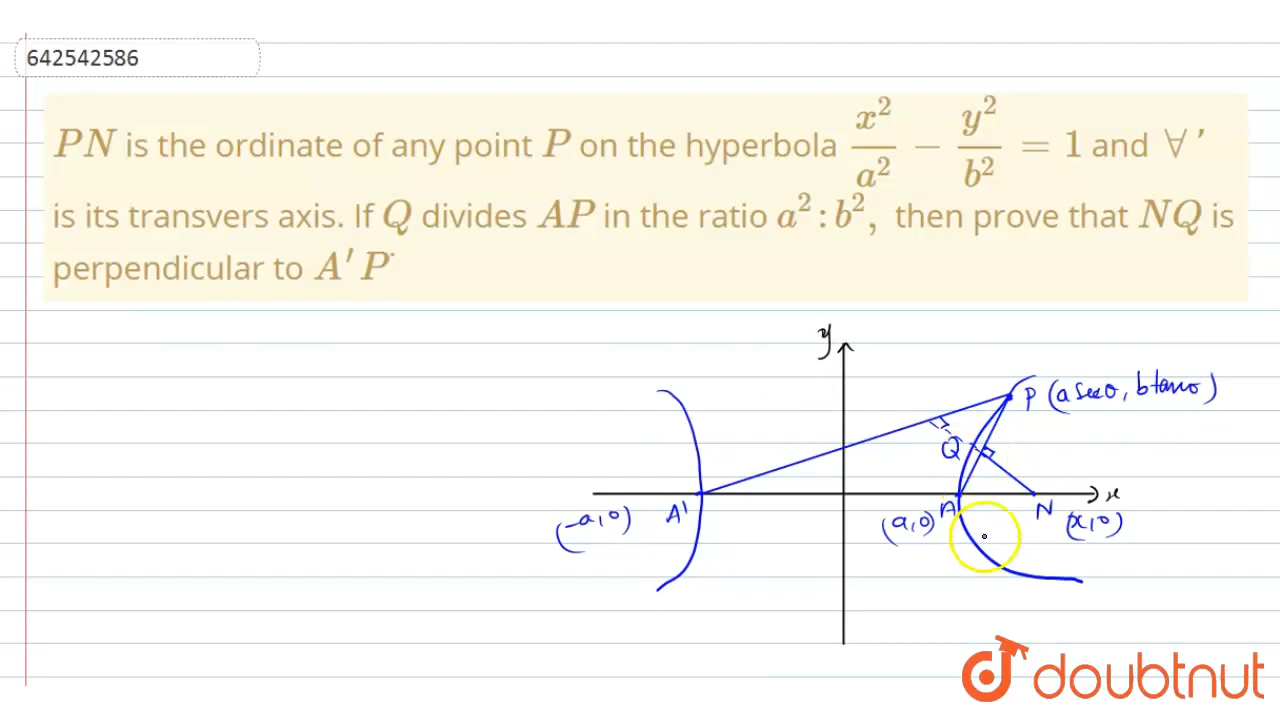 642542586
PN is the ordinate of any point P on the hyperbola x²/a² − y²/b² = 1 and ∀′
is its transvers axis. If Q divides AP in the ratio a² : b², then prove that NQ is
perpendicular to A′P˙
y
P (a secθ, b tanθ)
Q
x
A'
A
N
(-a,0)
(a,0)
(x,0)
doubtnut